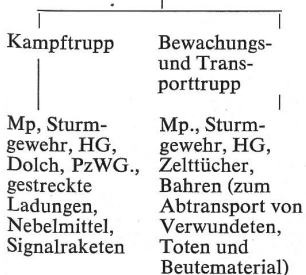 Kampftrupp
Mp, Sturm-
gewehr, HG,
Dolch, PzWG.,
gestreckte
Ladungen,
Nebelmittel,
Signalraketen
Bewachungs-
und Trans-
porttrupp
Mp., Sturm-
gewehr, HG,
Zelttücher,
Bahren (zum
Abtransport von
Verwundeten,
Toten und
Beutematerial)